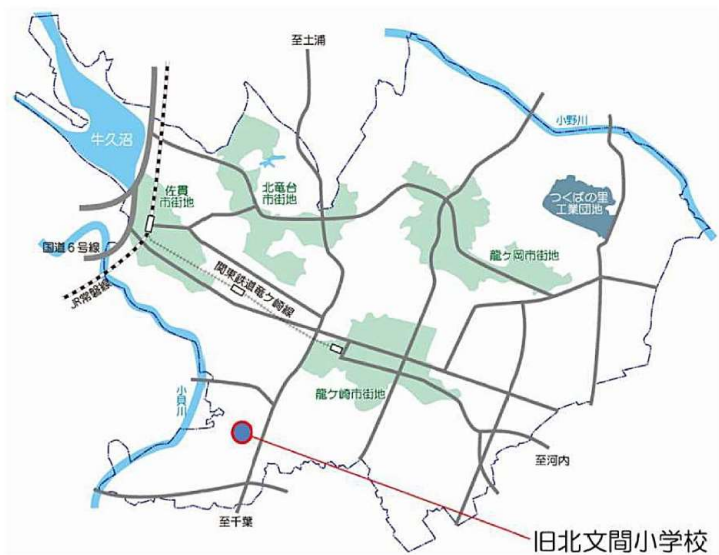 至土浦
小野川
牛久沼
佐貫
市街地
北竜台
市街地
つくばの里
工業団地
国道6号線
龍ヶ岡市街地
関東鉄道竜ヶ崎線
JR常磐線
小貝川
龍ケ崎市街地
至河内
至千葉
旧北文間小学校